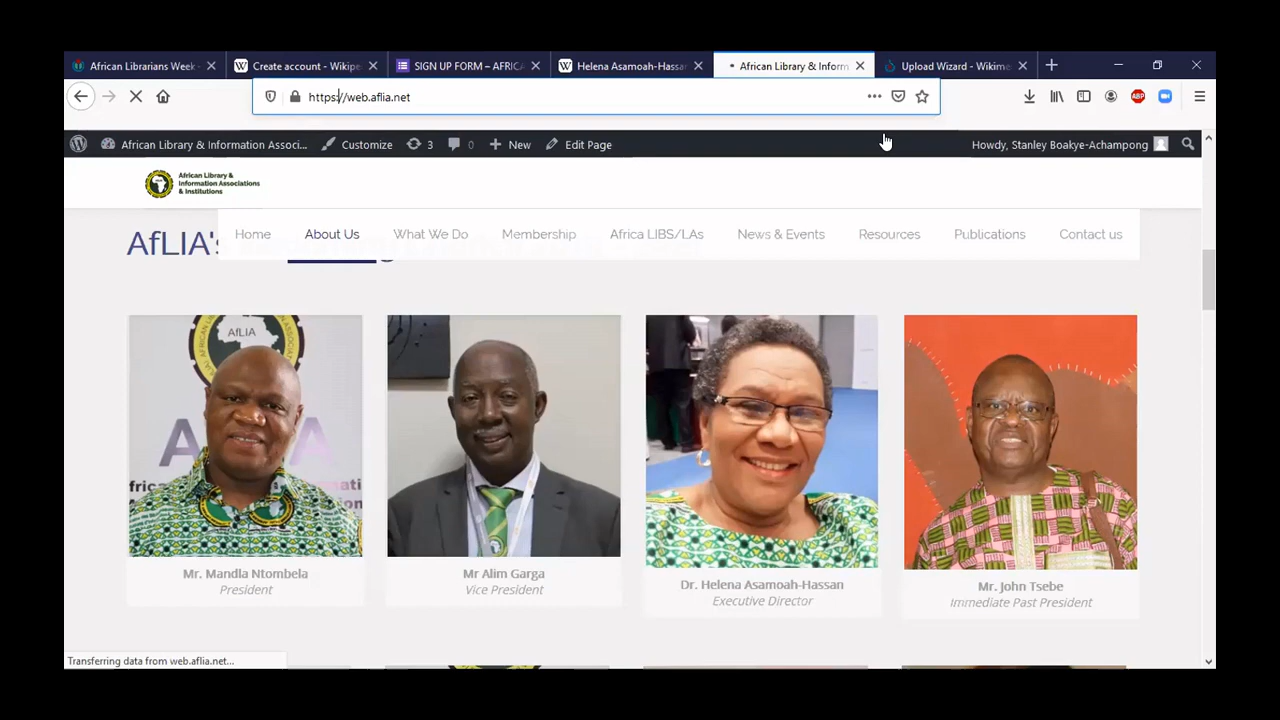 African Librarians Week -
Create account - Wikipe
SIGN UP FORM – AFRICA
Helena Asamoah-Hassa
African Library & Inform
Upload Wizard - Wikime
https://web.aflia.net
ABP
African Library & Information Associ...
Customize
3
0
New
Edit Page
Howdy, Stanley Boakye-Achampong
African Library &
Information Associations
& Institutions
AfLIA's
Home
About Us
What We Do
Membership
Africa LIBS/LAs
News & Events
Resources
Publications
Contact us
AfLIA
Mr. Mandla Ntombela
President
Mr Alim Garga
Vice President
Dr. Helena Asamoah-Hassan
Executive Director
Mr. John Tsebe
Immediate Past President
Transferring data from web.aflia.net...